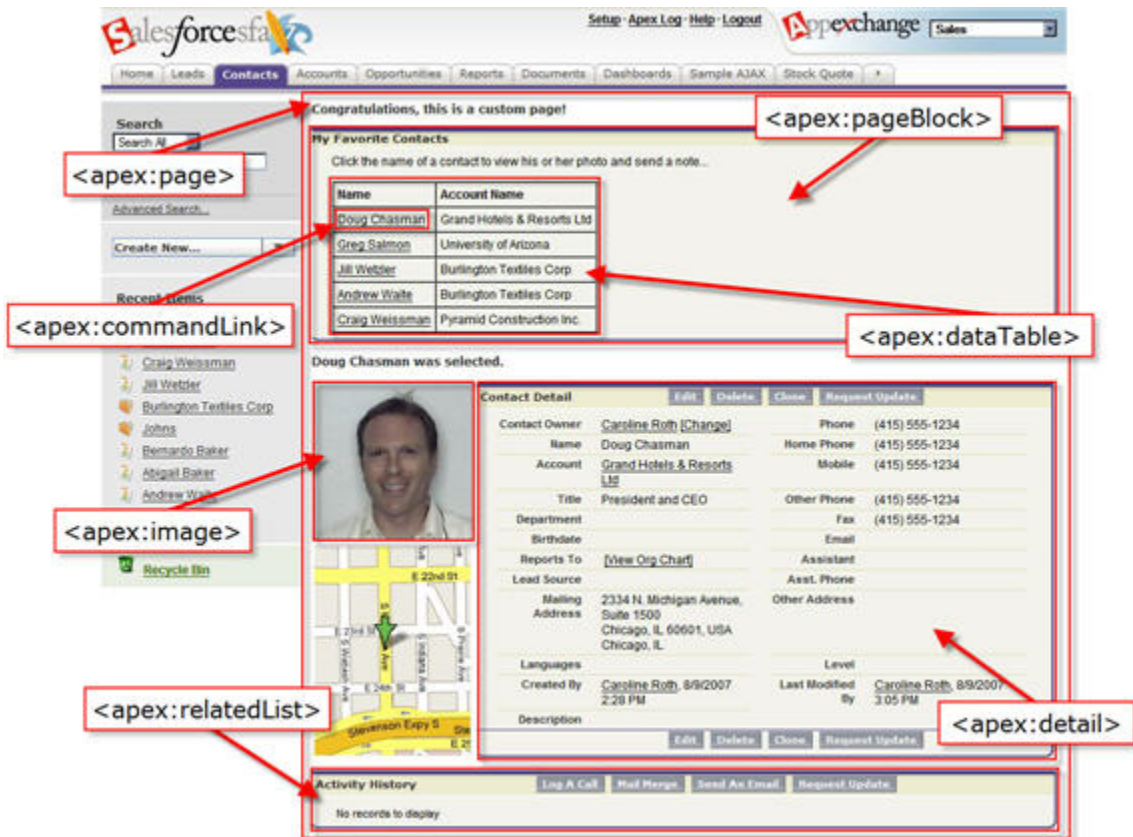 Salesforcesfa
Setup · Apex Log · Help · Logout
Appexchange
Sales
Home
Leads
Contacts
Accounts
Opportunities
Reports
Documents
Dashboards
Sample AJAX
Stock Quote
Search
Search All
<apex:page>
Advanced Search...
Create New...
Recent Items
<apex:commandLink>
Craig Weissman
Jill Wetzler
Burlington Textiles Corp
Johns
Bernardo Baker
Abigail Baker
Andrew Waite
<apex:image>
Recycle Bin
Congratulations, this is a custom page!
<apex:pageBlock>
My Favorite Contacts
Click the name of a contact to view his or her photo and send a note...
Name Account Name
Doug Chasman Grand Hotels & Resorts Ltd
Greg Salmon University of Arizona
Jill Wetzler Burlington Textiles Corp
Andrew Waite Burlington Textiles Corp
Craig Weissman Pyramid Construction Inc.
<apex:dataTable>
Doug Chasman was selected.
Contact Detail Edit Delete Clone Request Update
Contact Owner Caroline Roth [Change] Phone (415) 555-1234
Name Doug Chasman Home Phone (415) 555-1234
Account Grand Hotels & Resorts Mobile (415) 555-1234
Ltd
Title President and CEO Other Phone (415) 555-1234
Department Fax (415) 555-1234
Birthdate Email
Reports To [View Org Chart] Assistant
Lead Source Asst. Phone
Mailing 2334 N. Michigan Avenue, Other Address
Address Suite 1500
Chicago, IL 60601, USA
Chicago, IL
Languages Level
Created By Caroline Roth, 8/9/2007 Last Modified Caroline Roth, 8/9/2007
2:28 PM By 3:05 PM
Description
Edit Delete Clone Request Update
<apex:detail>
E 22nd St
E 23rd St
S Wabash Ave
Ave
S Indiana Ave
S Prairie Ave
E 24th St
Stevenson Expy S
<apex:relatedList>
Activity History Log A Call Mail Merge Send An Email Request Update
No records to display